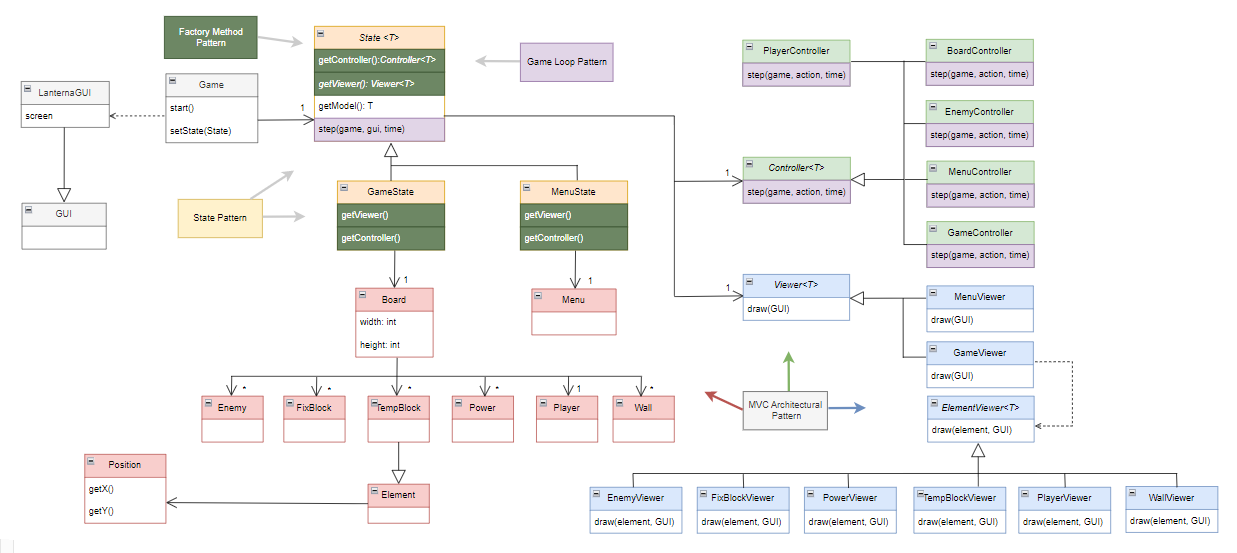 Factory Method
Pattern
State <T>
getController():Controller<T>
getViewer(): Viewer<T>
getModel(): T
step(game, gui, time)
Game Loop Pattern
LanternaGUI
screen
Game
start()
setState(State)
1
GUI
State Pattern
GameState
getViewer()
getController()
MenuState
getViewer()
getController()
1
Board
width: int
height: int
1
Menu
*
Enemy
*
FixBlock
*
TempBlock
*
Power
1
Player
*
Wall
Position
getX()
getY()
Element
PlayerController
step(game, action, time)
BoardController
step(game, action, time)
EnemyController
step(game, action, time)
1
Controller<T>
step(game, action, time)
MenuController
step(game, action, time)
GameController
step(game, action, time)
1
Viewer<T>
draw(GUI)
MenuViewer
draw(GUI)
GameViewer
draw(GUI)
MVC Architectural
Pattern
ElementViewer<T>
draw(element, GUI)
EnemyViewer
draw(element, GUI)
FixBlockViewer
draw(element, GUI)
PowerViewer
draw(element, GUI)
TempBlockViewer
draw(element, GUI)
PlayerViewer
draw(element, GUI)
WallViewer
draw(element, GUI)